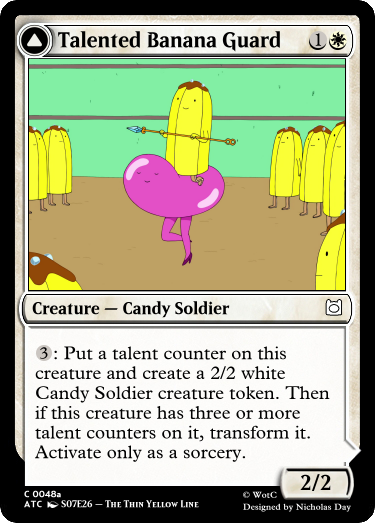 Talented Banana Guard 1
Creature — Candy Soldier
3: Put a talent counter on this
creature and create a 2/2 white
Candy Soldier creature token. Then
if this creature has three or more
talent counters on it, transform it.
Activate only as a sorcery.
2/2
C 0048a
ATC S07E26 — The Thin Yellow Line
© WotC
Designed by Nicholas Day